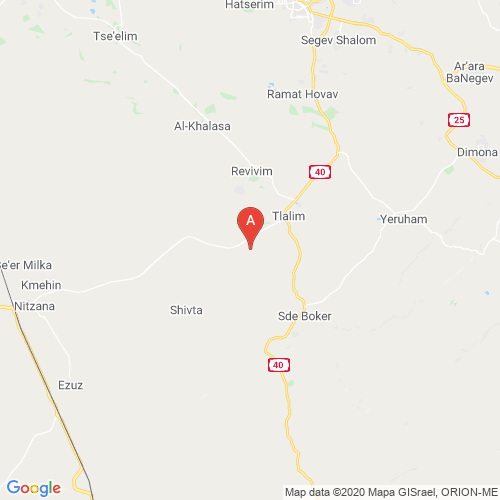 Hatserim
Tse'elim
Segev Shalom
Ar'ara
BaNegev
Ramat Hovav
25
Al-Khalasa
Dimona
Revivim
40
A
Tlalim
Yeruham
Be'er Milka
Kmehin
Nitzana
Shivta
Sde Boker
40
Ezuz
Google
Map data ©2020 Mapa GISrael, ORION-ME